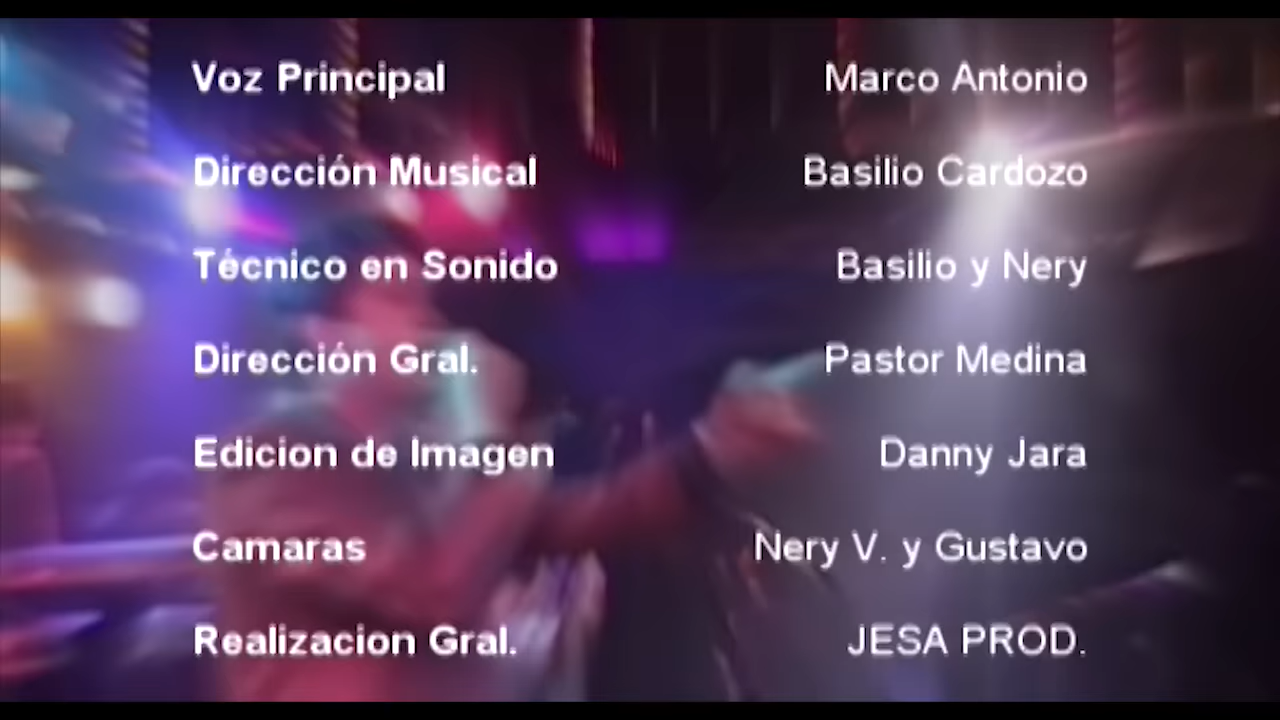 Voz Principal Marco Antonio
Dirección Musical Basilio Cardozo
Técnico en Sonido Basilio y Nery
Dirección Gral. Pastor Medina
Edicion de Imagen Danny Jara
Camaras Nery V. y Gustavo
Realizacion Gral. JESA PROD.